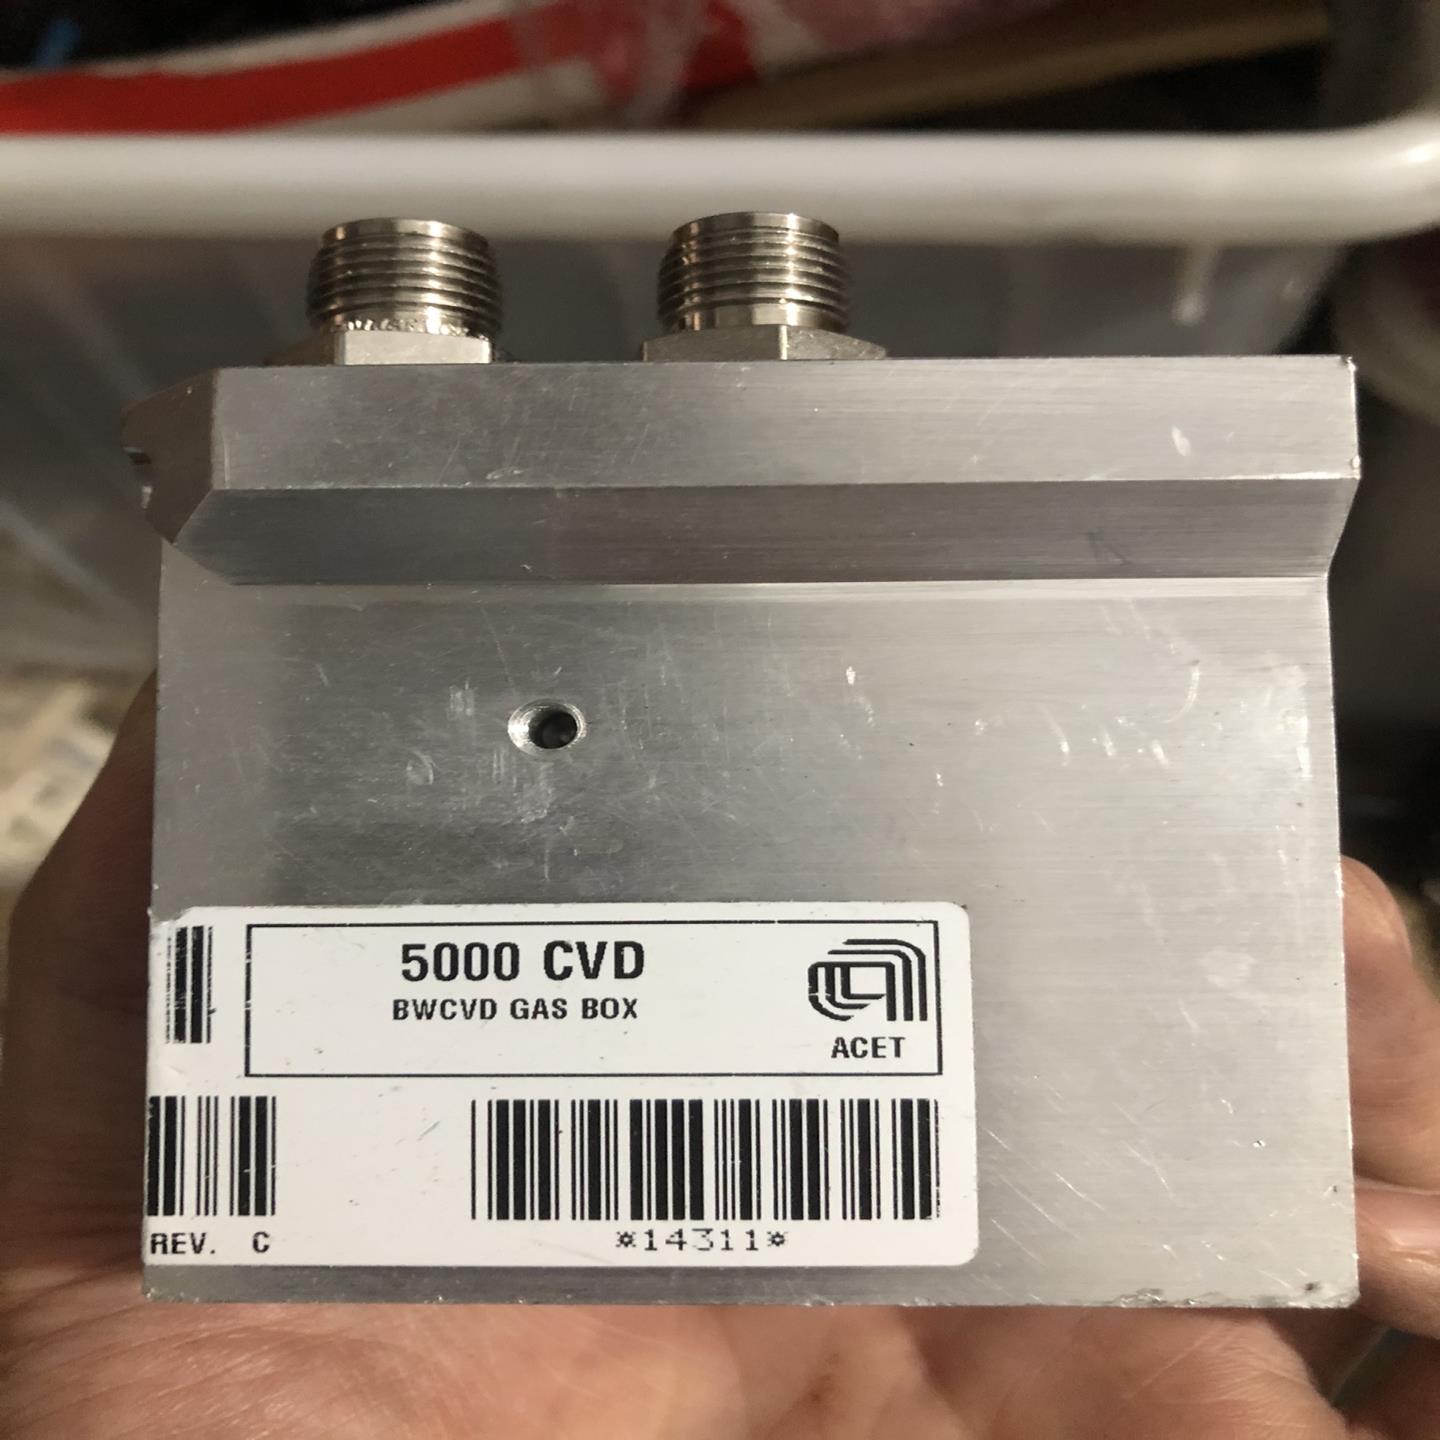 5000 CVD
BWCVD GAS BOX
ACET
REV. C
*14311*